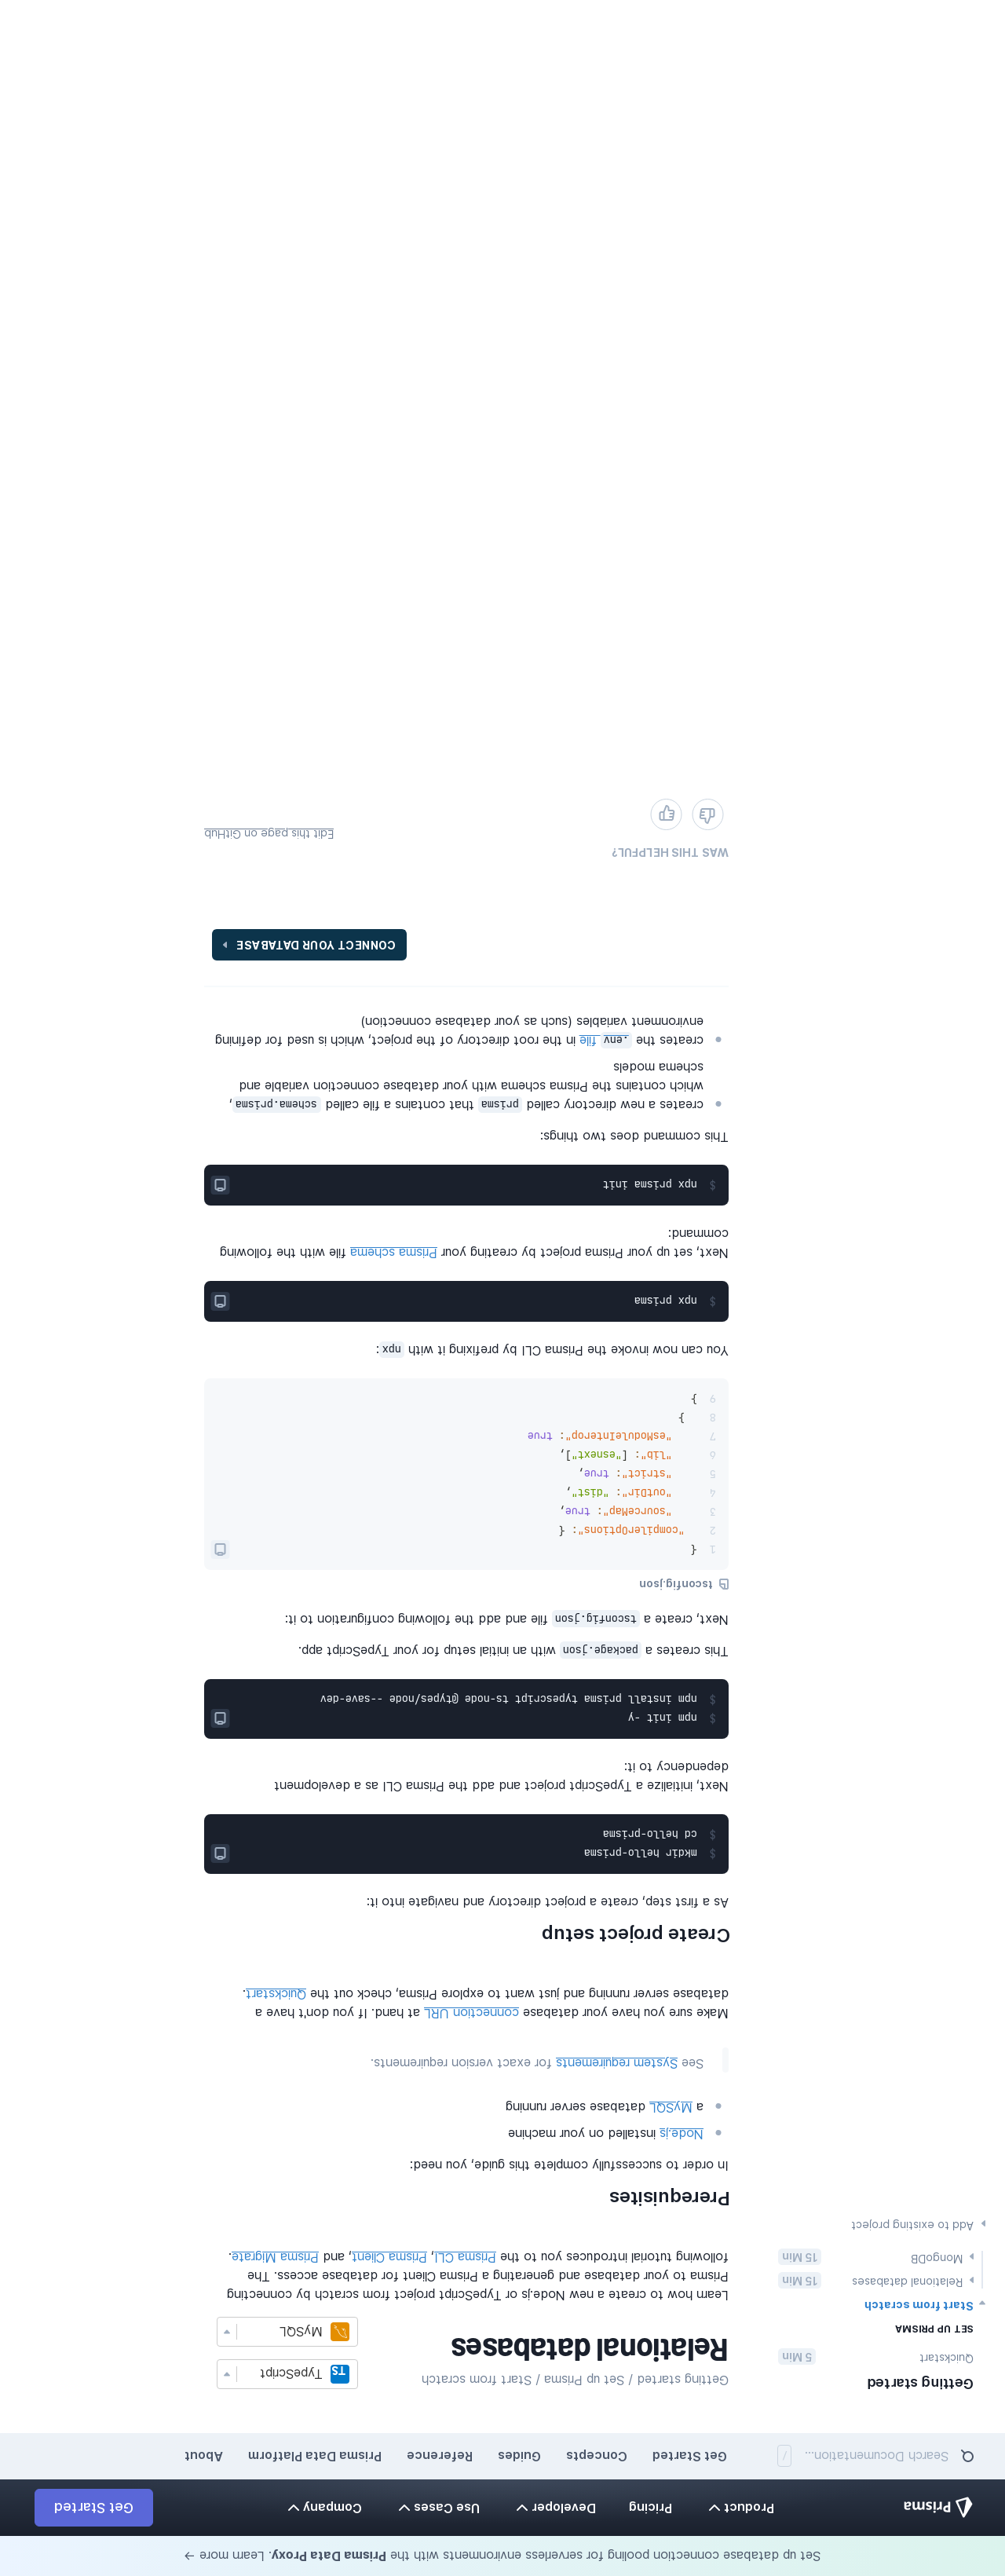 Set up database connection pooling for serverless environments with the Prisma Data Proxy. Learn more →
Prisma
Product
Pricing
Developer
Use Cases
Company
Get Started
Search Documentation...
/
Get Started
Concepts
Guides
Reference
Prisma Data Platform
About
Getting started
Quickstart
5 Min
SET UP PRISMA
Start from scratch
Relational databases
15 Min
MongoDB
15 Min
Add to existing project
Getting started / Set up Prisma / Start from scratch
Relational databases
TS TypeScript
MySQL
Learn how to create a new Node.js or TypeScript project from scratch by connecting
Prisma to your database and generating a Prisma Client for database access. The
following tutorial introduces you to the Prisma CLI, Prisma Client, and Prisma Migrate.
Prerequisites
In order to successfully complete this guide, you need:
Node.js installed on your machine
a MySQL database server running
See System requirements for exact version requirements.
Make sure you have your database connection URL at hand. If you don't have a
database server running and just want to explore Prisma, check out the Quickstart.
Create project setup
As a first step, create a project directory and navigate into it:
$ mkdir hello-prisma
$ cd hello-prisma
Next, initialize a TypeScript project and add the Prisma CLI as a development
dependency to it:
$ npm init -y
$ npm install prisma typescript ts-node @types/node --save-dev
This creates a package.json with an initial setup for your TypeScript app.
Next, create a tsconfig.json file and add the following configuration to it:
tsconfig.json
1 {
2 "compilerOptions": {
3 "sourceMap": true,
4 "outDir": "dist",
5 "strict": true,
6 "lib": ["esnext"],
7 "esModuleInterop": true
8 }
9 }
You can now invoke the Prisma CLI by prefixing it with npx:
$ npx prisma
Next, set up your Prisma project by creating your Prisma schema file with the following
command:
$ npx prisma init
This command does two things:
creates a new directory called prisma that contains a file called schema.prisma,
which contains the Prisma schema with your database connection variable and
schema models
creates the .env file in the root directory of the project, which is used for defining
environment variables (such as your database connection)
CONNECT YOUR DATABASE
WAS THIS HELPFUL?
Edit this page on GitHub